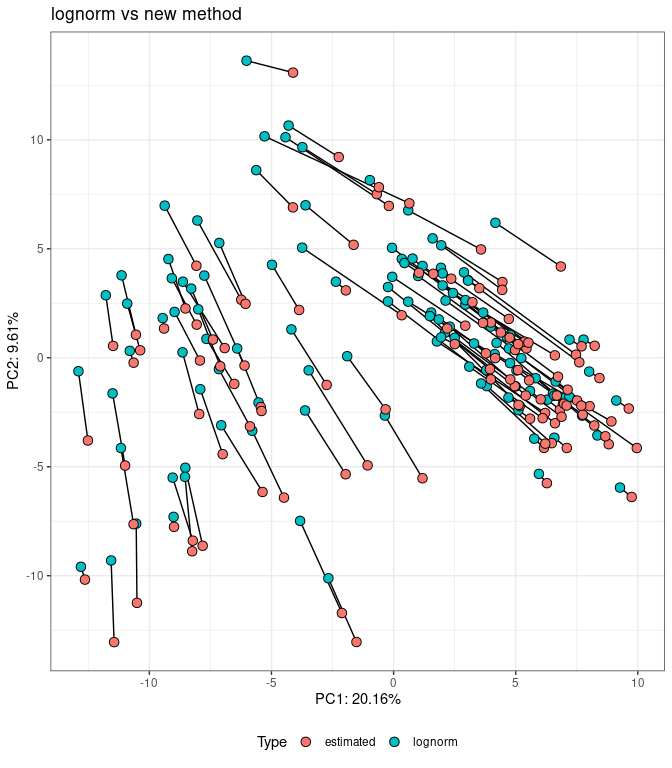 lognorm vs new method
10
5
0
-5
-10
PC2: 9.61%
-10 -5 0 5 10
PC1: 20.16%
Type estimated lognorm